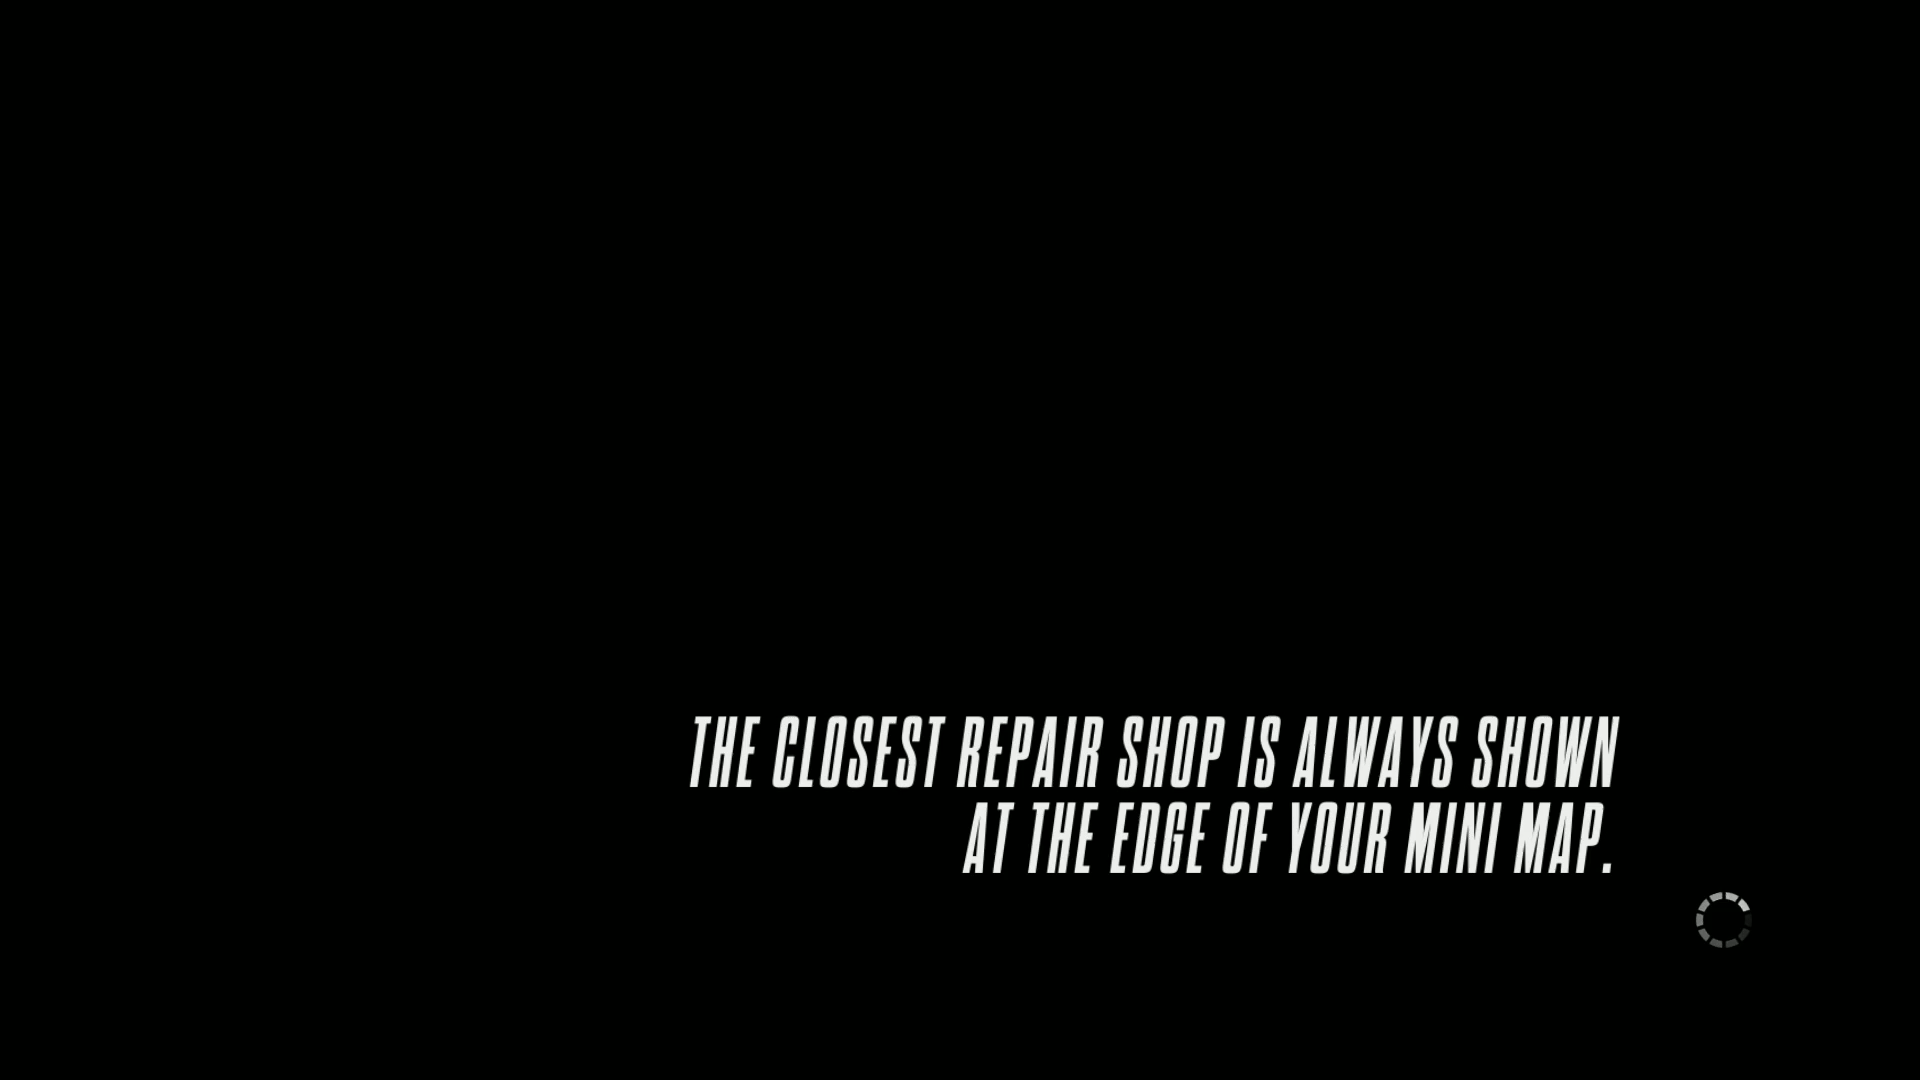 THE CLOSEST REPAIR SHOP IS ALWAYS SHOWN
AT THE EDGE OF YOUR MINI MAP.